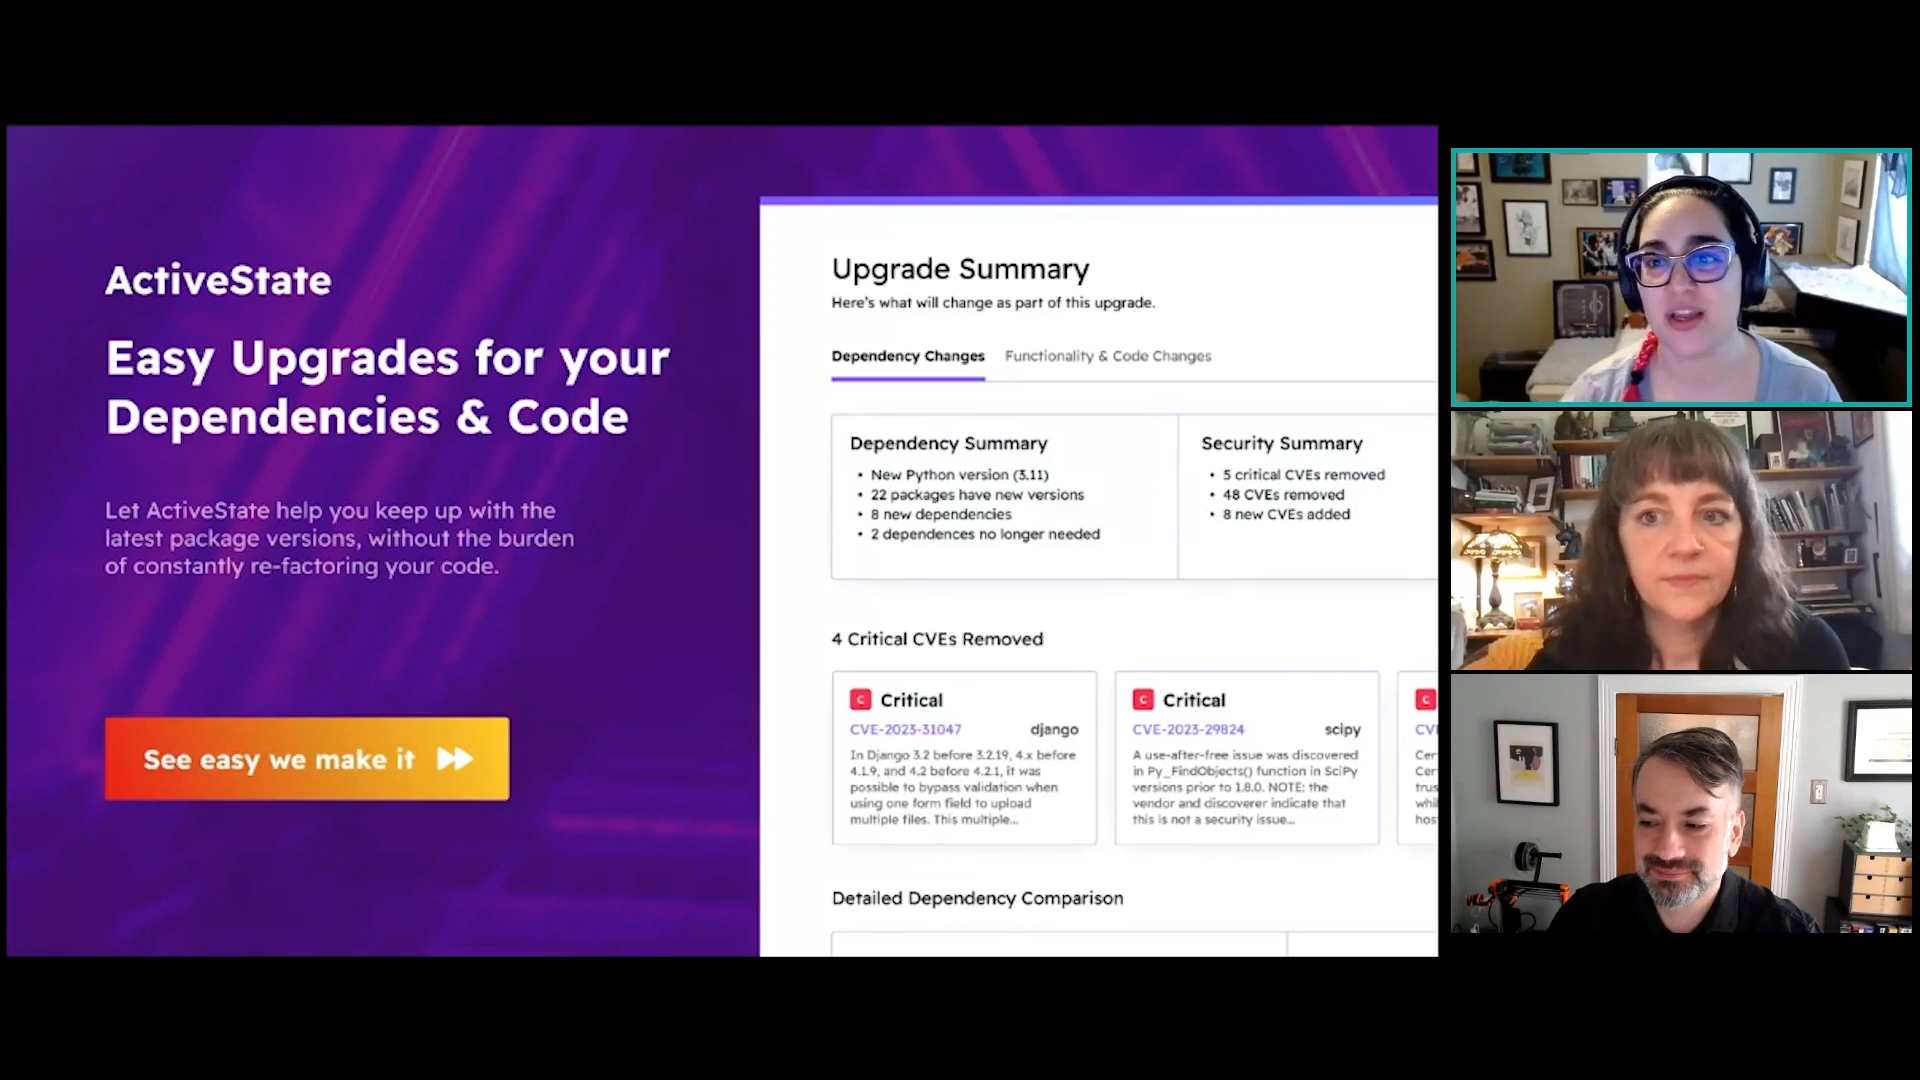 ActiveState
Easy Upgrades for your
Dependencies & Code
Let ActiveState help you keep up with the
latest package versions, without the burden
of constantly re-factoring your code.
See easy we make it
Upgrade Summary
Here's what will change as part of this upgrade.
Dependency Changes
Functionality & Code Changes
Dependency Summary
• New Python version (3.11)
• 22 packages have new versions
• 8 new dependencies
• 2 dependences no longer needed
Security Summary
• 5 critical CVEs removed
• 48 CVEs removed
• 8 new CVEs added
4 Critical CVEs Removed
C Critical
CVE-2023-31047 django
In Django 3.2 before 3.2.19, 4.x before
4.1.9, and 4.2 before 4.2.1, it was
possible to bypass validation when
using one form field to upload
multiple files. This multiple...
C Critical
CVE-2023-29824 scipy
A use-after-free issue was discovered
in Py_FindObjects() function in SciPy
versions prior to 1.8.0. NOTE: the
vendor and discoverer indicate that
this is not a security issue...
C
Detailed Dependency Comparison